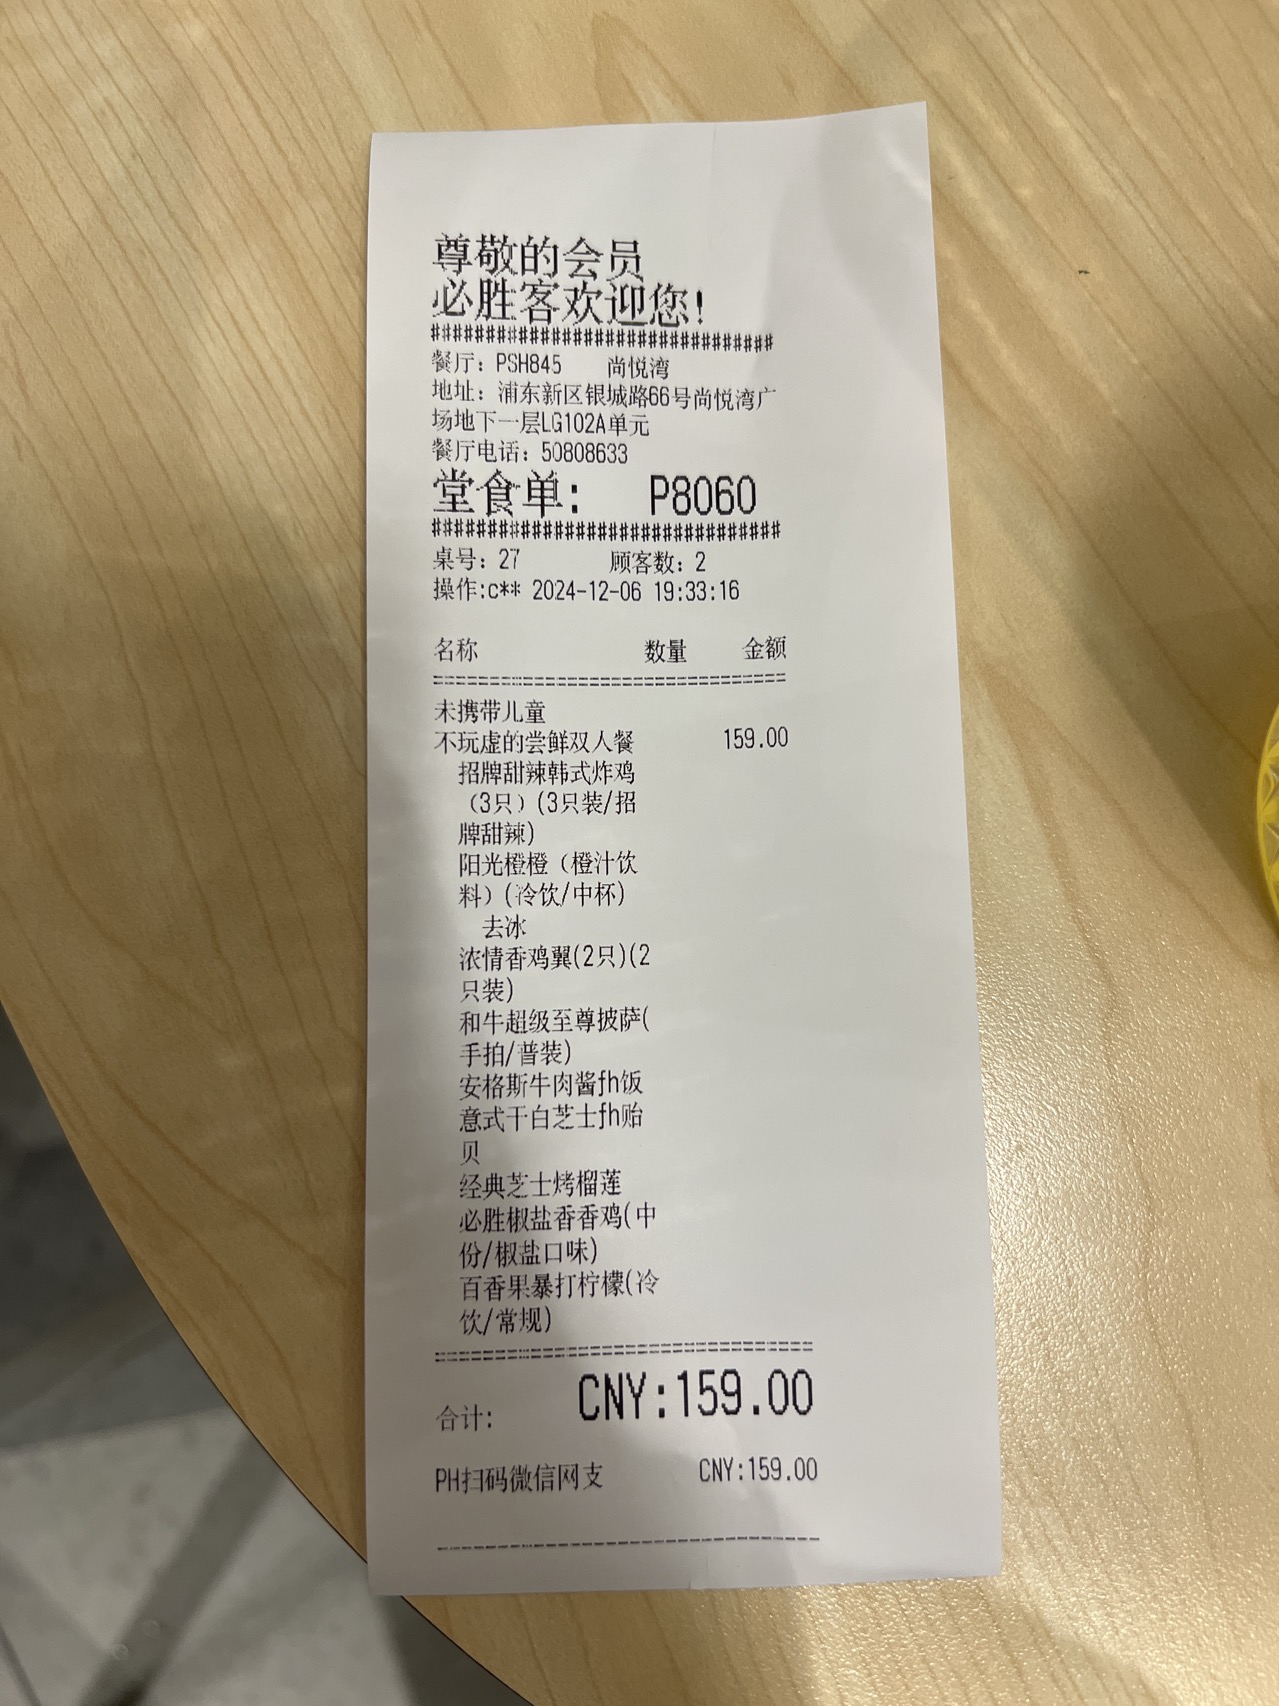 尊敬的会员
必胜客欢迎您!
################################
餐厅: PSH845 尚悦湾
地址: 浦东新区银城路66号尚悦湾广
场地下一层LG102A单元
餐厅电话: 50808633
堂食单: P8060
################################
桌号: 27 顾客数: 2
操作:c** 2024-12-06 19:33:16
名称 数量 金额
================================
未携带儿童
不玩虚的尝鲜双人餐 159.00
招牌甜辣韩式炸鸡
（3只）(3只装/招
牌甜辣)
阳光橙橙（橙汁饮
料）(冷饮/中杯)
去冰
浓情香鸡翼(2只)(2
只装)
和牛超级至尊披萨(
手拍/普装)
安格斯牛肉酱fh饭
意式干白芝士fh贻
贝
经典芝士烤榴莲
必胜椒盐香香鸡(中
份/椒盐口味)
百香果暴打柠檬(冷
饮/常规)
================================
合计: CNY:159.00
PH扫码微信网支 CNY:159.00
--------------------------------